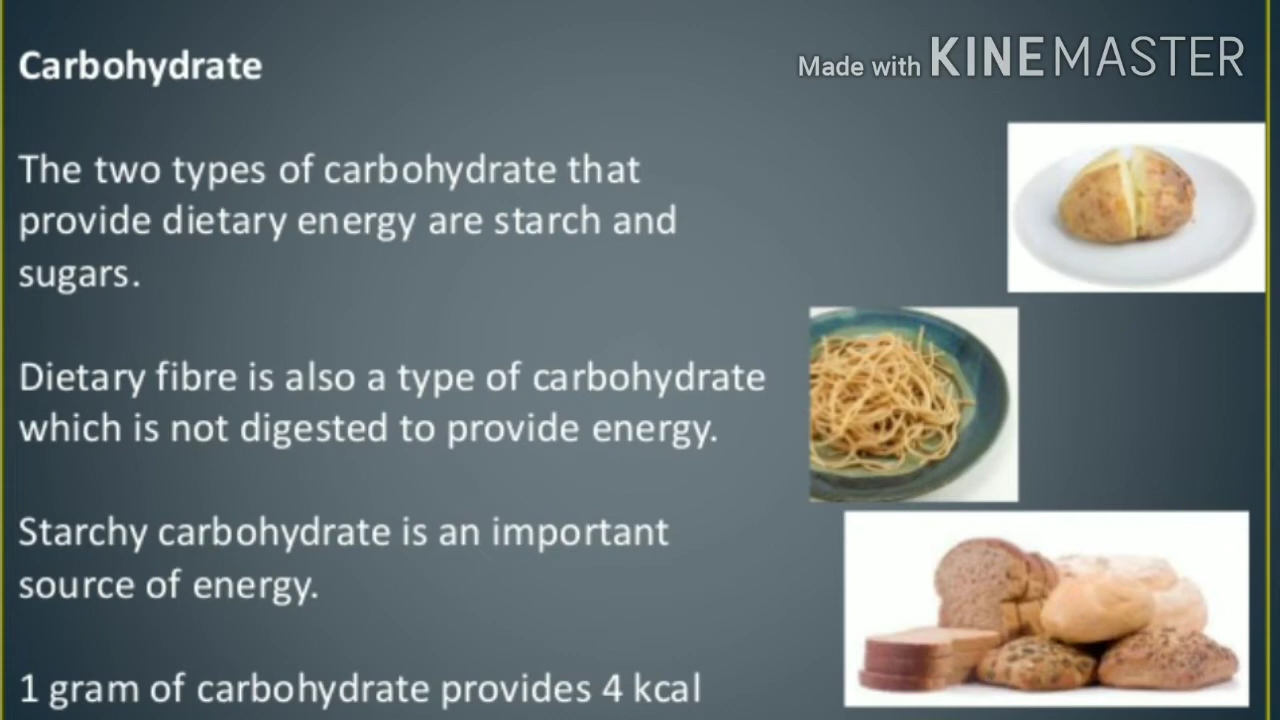 Carbohydrate
Made with KINEMASTER
The two types of carbohydrate that
provide dietary energy are starch and
sugars.
Dietary fibre is also a type of carbohydrate
which is not digested to provide energy.
Starchy carbohydrate is an important
source of energy.
1 gram of carbohydrate provides 4 kcal